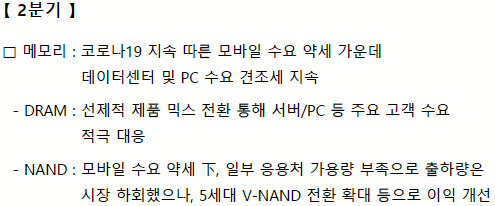 【 2분기 】
□ 메모리 : 코로나19 지속 따른 모바일 수요 약세 가운데
데이터센터 및 PC 수요 견조세 지속
- DRAM : 선제적 제품 믹스 전환 통해 서버/PC 등 주요 고객 수요
적극 대응
- NAND : 모바일 수요 약세 下, 일부 응용처 가용량 부족으로 출하량은
시장 하회했으나, 5세대 V-NAND 전환 확대 등으로 이익 개선